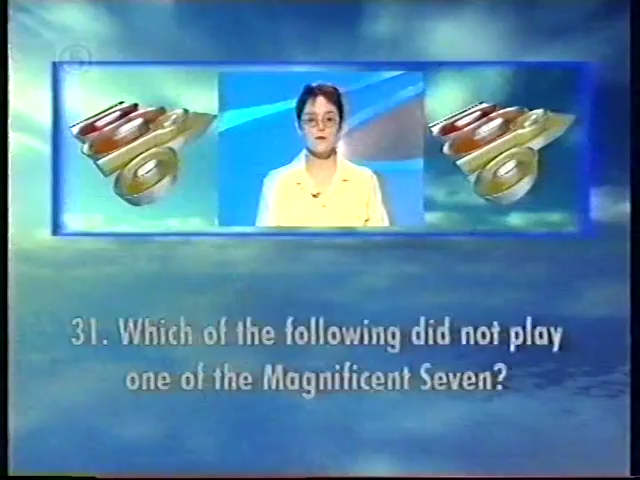 31. Which of the following did not play
one of the Magnificent Seven?